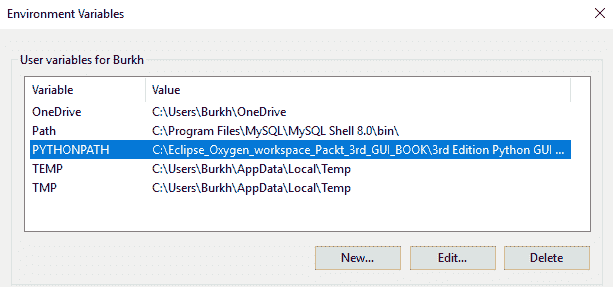 Environment Variables
User variables for Burkh
Variable Value
OneDrive C:\Users\Burkh\OneDrive
Path C:\Program Files\MySQL\MySQL Shell 8.0\bin\
PYTHONPATH C:\Eclipse_Oxygen_workspace_Packt_3rd_GUI_BOOK\3rd Edition Python GUI ...
TEMP C:\Users\Burkh\AppData\Local\Temp
TMP C:\Users\Burkh\AppData\Local\Temp
New... Edit... Delete